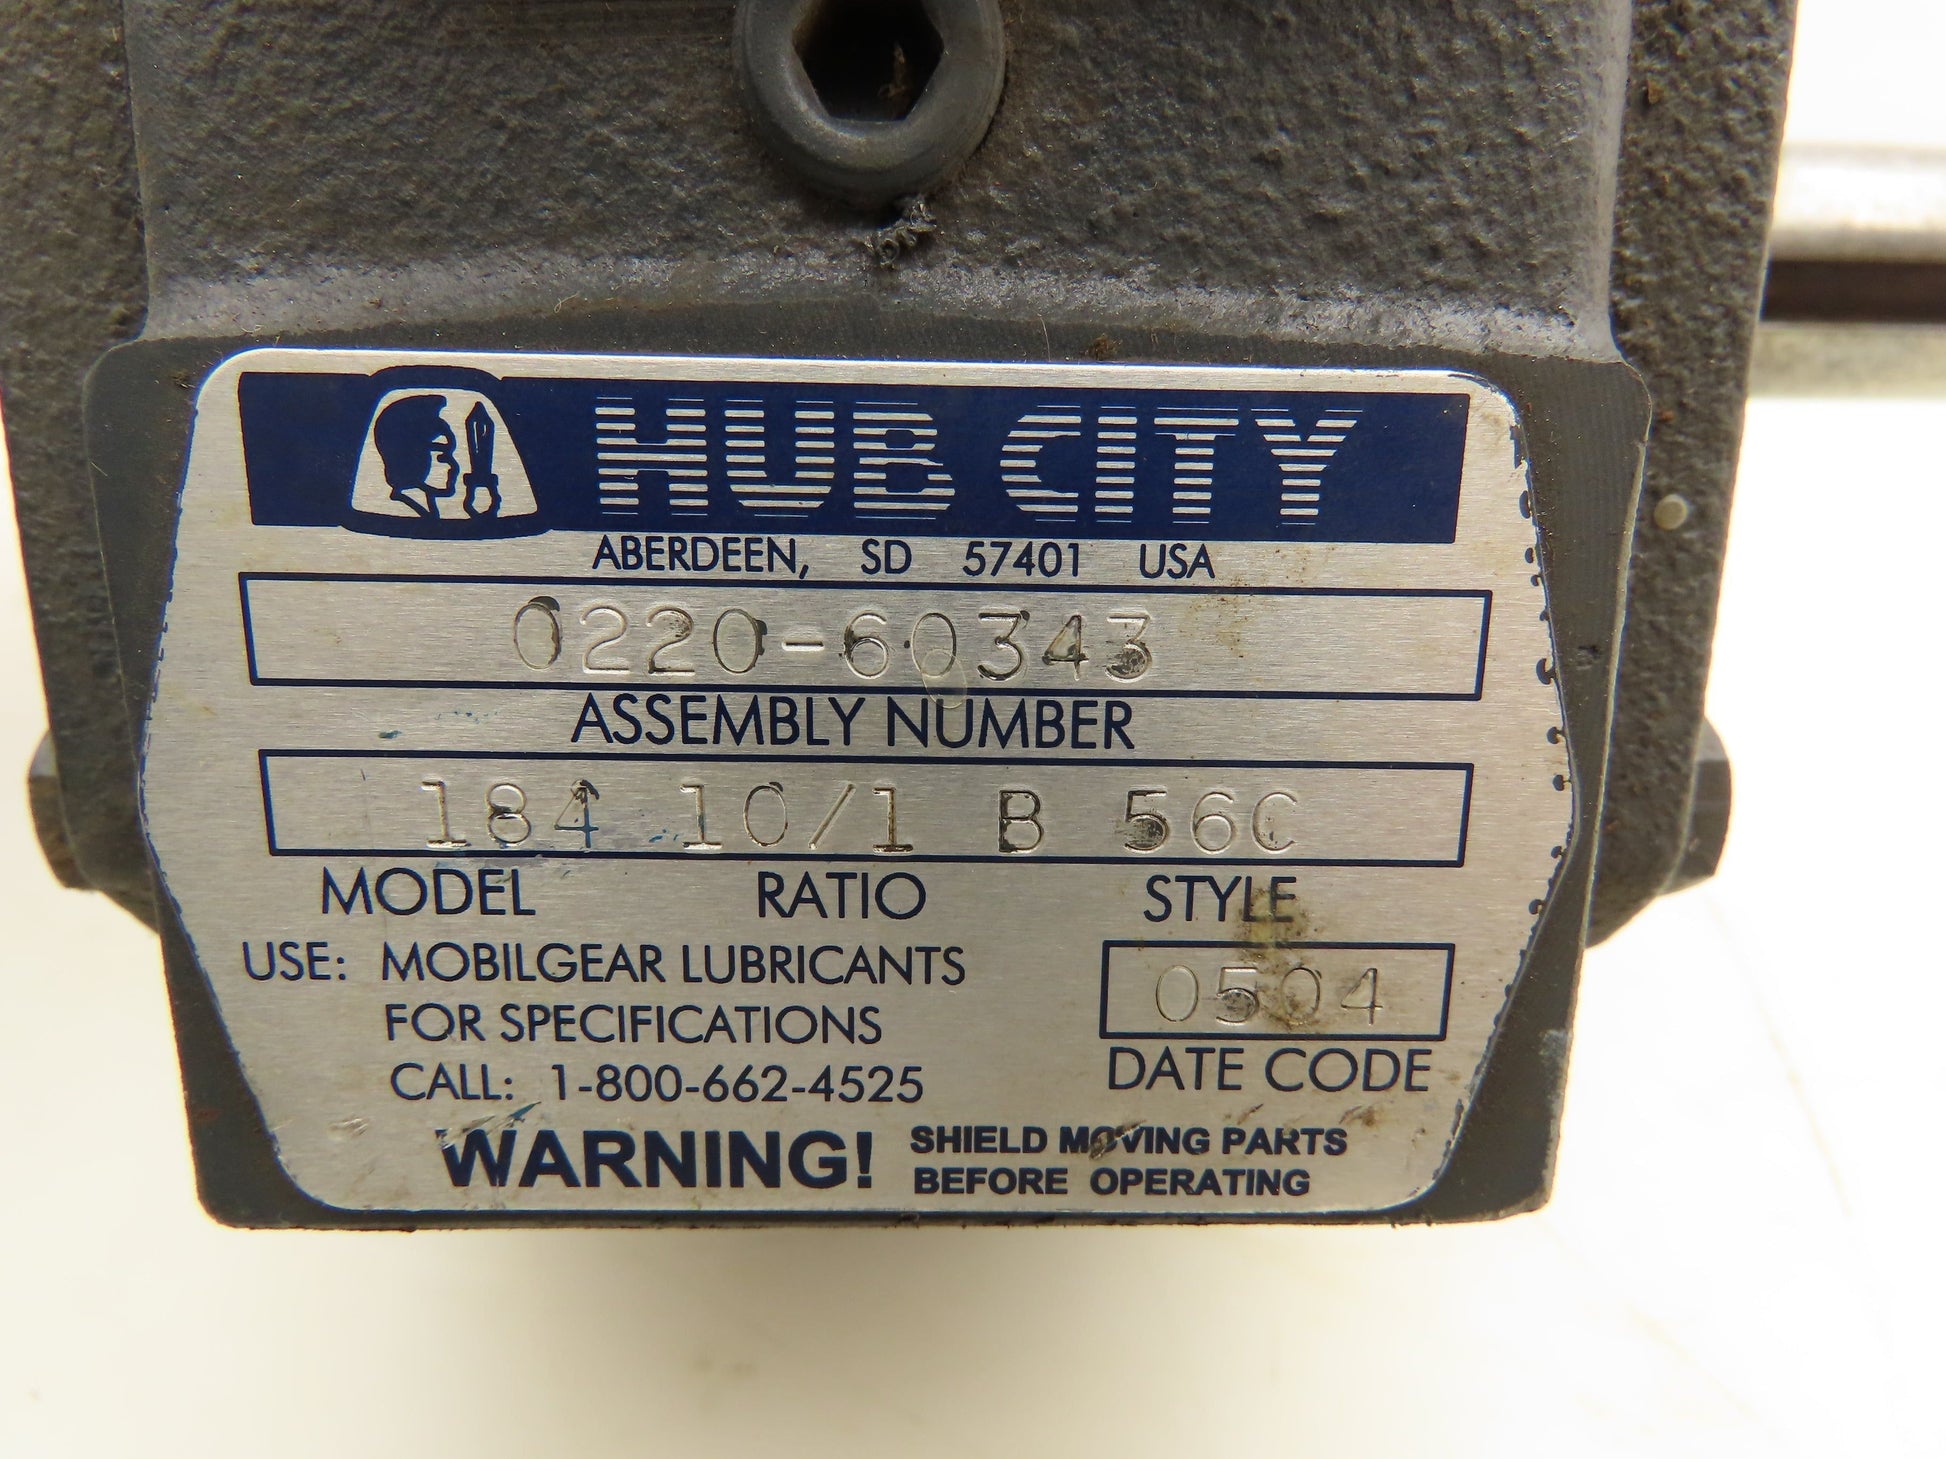 HUB CITY
ABERDEEN, SD 57401 USA
0220-60343
ASSEMBLY NUMBER
184 10/1 B 56C
MODEL RATIO STYLE
USE: MOBILGEAR LUBRICANTS
FOR SPECIFICATIONS
CALL: 1-800-662-4525
0504
DATE CODE
WARNING! SHIELD MOVING PARTS
BEFORE OPERATING